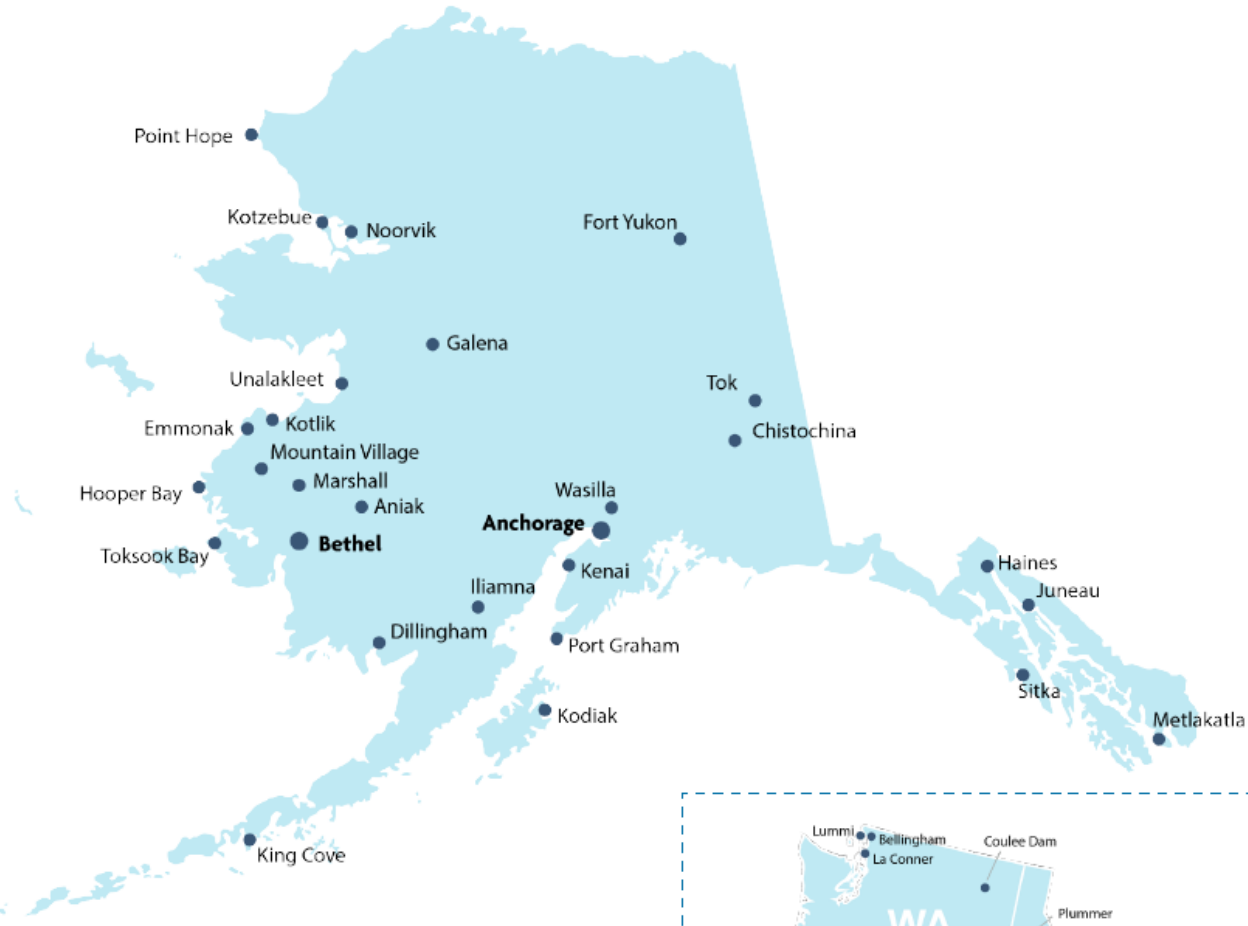 Point Hope
Kotzebue
Noorvik
Fort Yukon
Galena
Unalakleet
Tok
Emmonak
Kotlik
Chistochina
Mountain Village
Hooper Bay
Marshall
Wasilla
Aniak
Anchorage
Bethel
Toksook Bay
Kenai
Haines
Iliamna
Juneau
Dillingham
Port Graham
Sitka
Kodiak
Metlakatla
King Cove
Lummi
Bellingham
Coulee Dam
La Conner
Plummer
WA